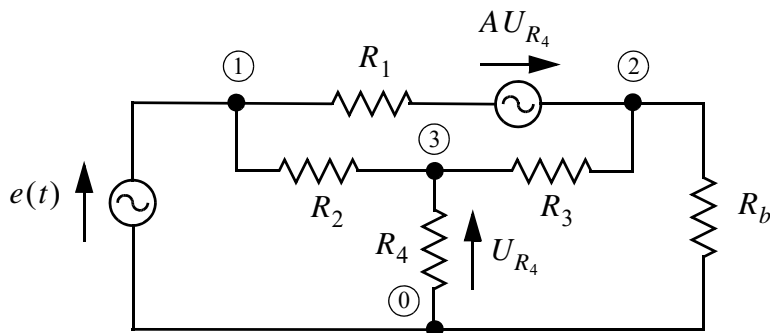 AU_{R_4}
① R_1 ②
③
e(t) R_2 R_3 R_b
R_4 U_{R_4}
⓪